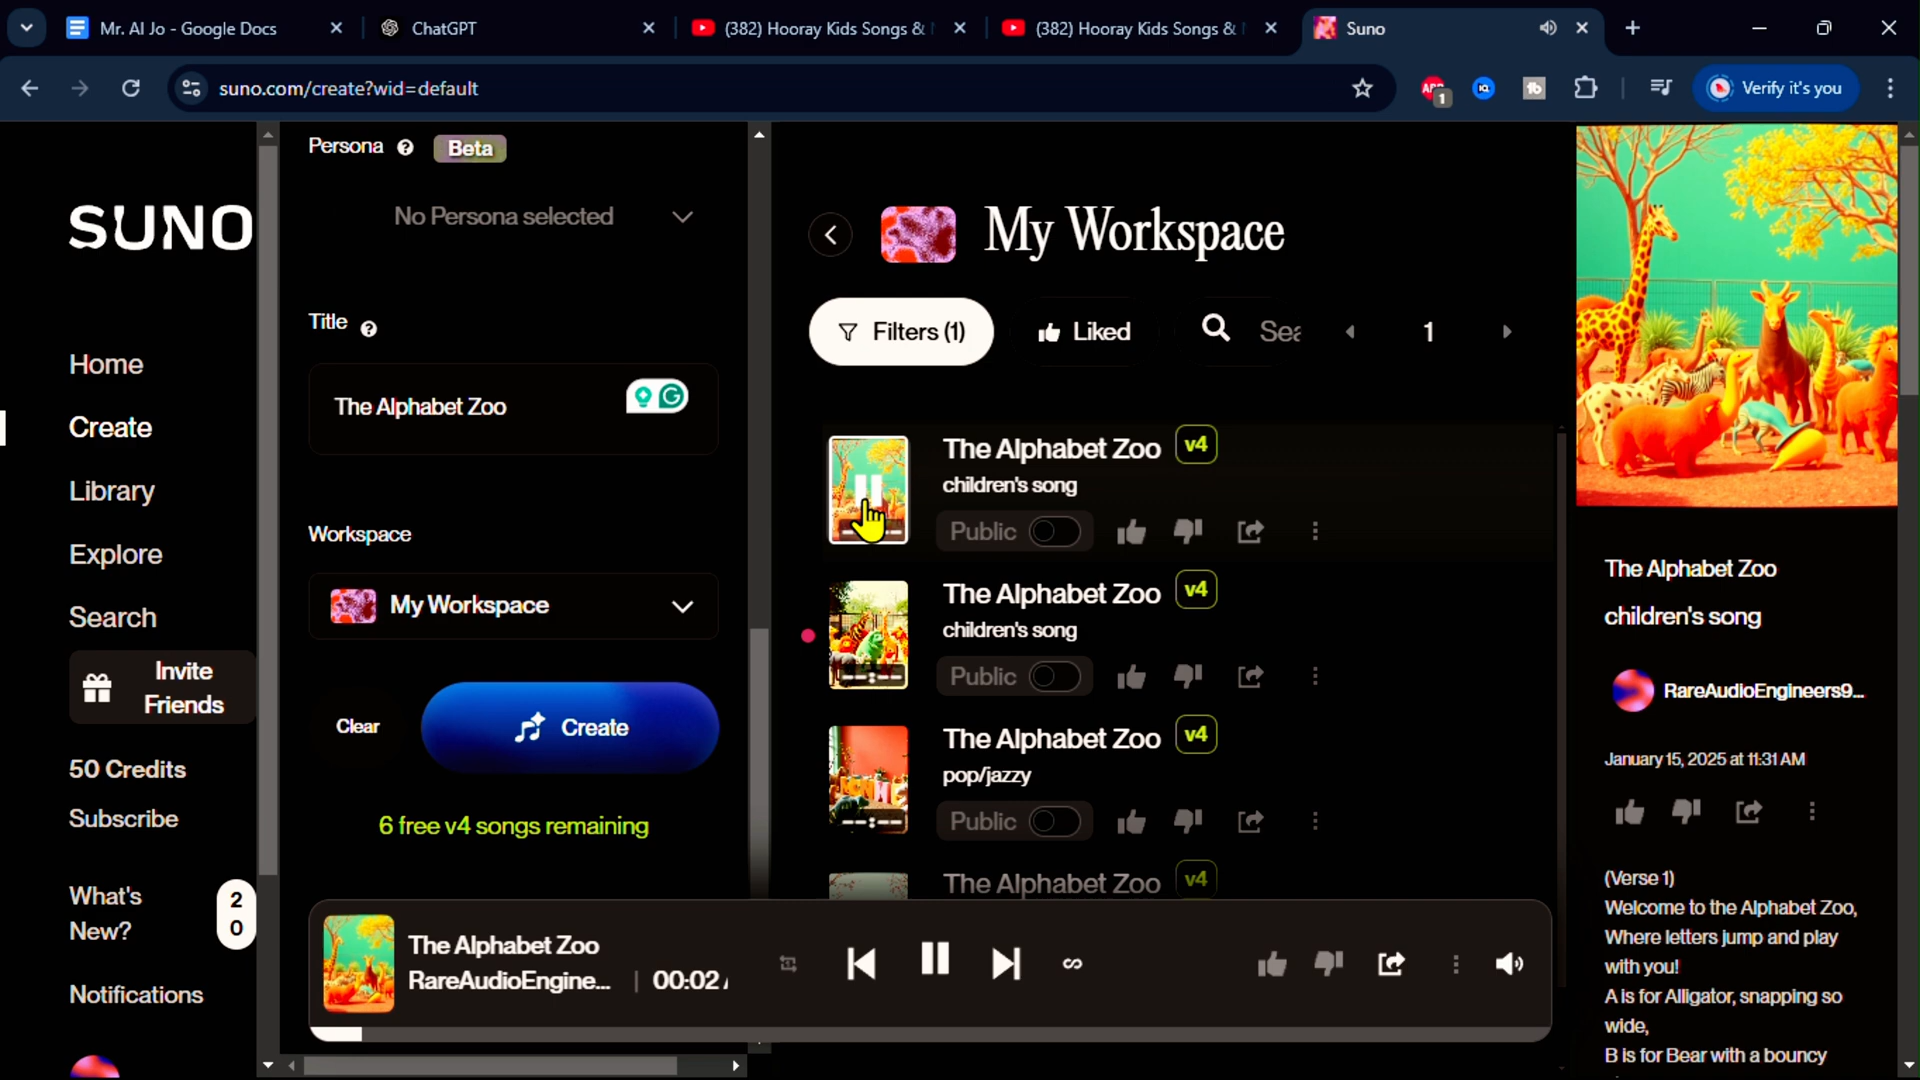 Mr. AI Jo - Google Docs
ChatGPT
(382) Hooray Kids Songs &
(382) Hooray Kids Songs &
Suno
suno.com/create?wid=default
1
Verify it's you
SUNO
Home
Create
Library
Explore
Search
Invite
Friends
50 Credits
Subscribe
What's
New?
2
0
Notifications
Persona
Beta
No Persona selected
Title
The Alphabet Zoo
Workspace
My Workspace
Clear
Create
6 free v4 songs remaining
My Workspace
Filters (1)
Liked
Sea
1
The Alphabet Zoo v4
children's song
Public
The Alphabet Zoo v4
children's song
Public
The Alphabet Zoo v4
pop/jazzy
Public
The Alphabet Zoo v4
The Alphabet Zoo
RareAudioEngine... | 00:02 /
The Alphabet Zoo
children's song
RareAudioEngineers9...
January 15, 2025 at 11:31 AM
(Verse 1)
Welcome to the Alphabet Zoo,
Where letters jump and play
with you!
A is for Alligator, snapping so
wide,
B is for Bear with a bouncy